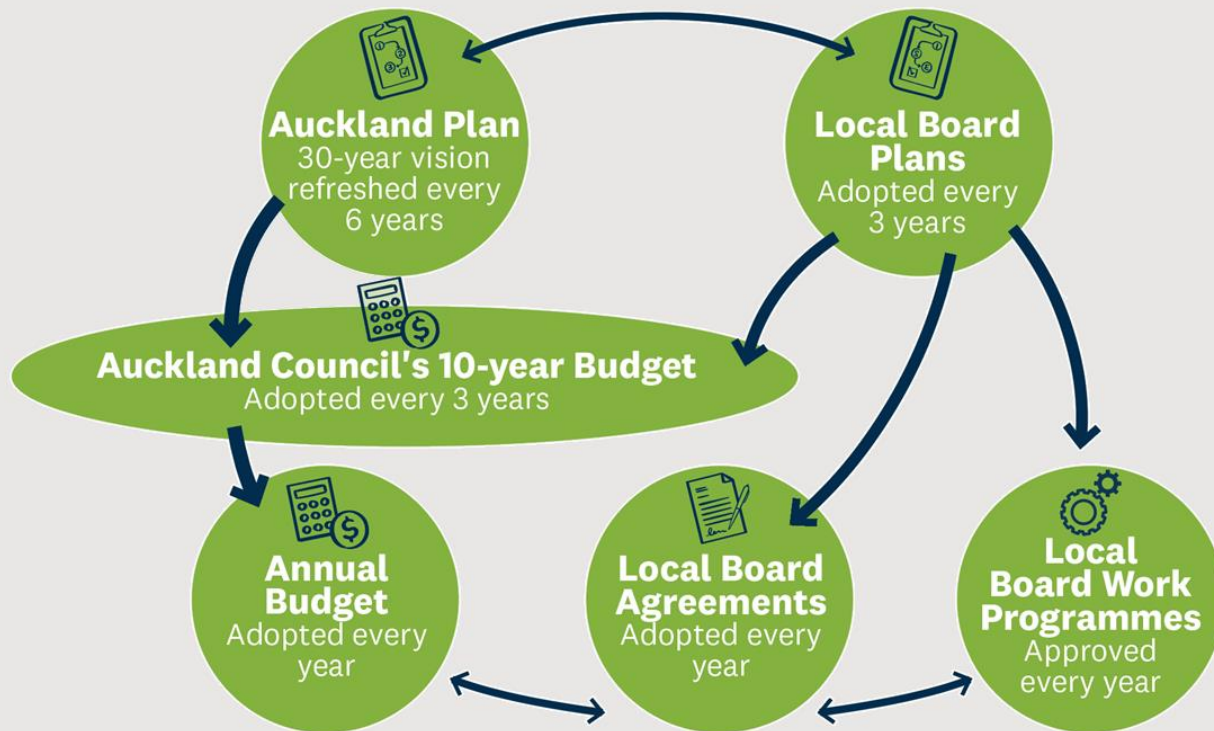 Auckland Plan
30-year vision
refreshed every
6 years
Local Board
Plans
Adopted every
3 years
$
Auckland Council's 10-year Budget
Adopted every 3 years
$
Annual
Budget
Adopted every
year
Local Board
Agreements
Adopted every
year
Local
Board Work
Programmes
Approved
every year